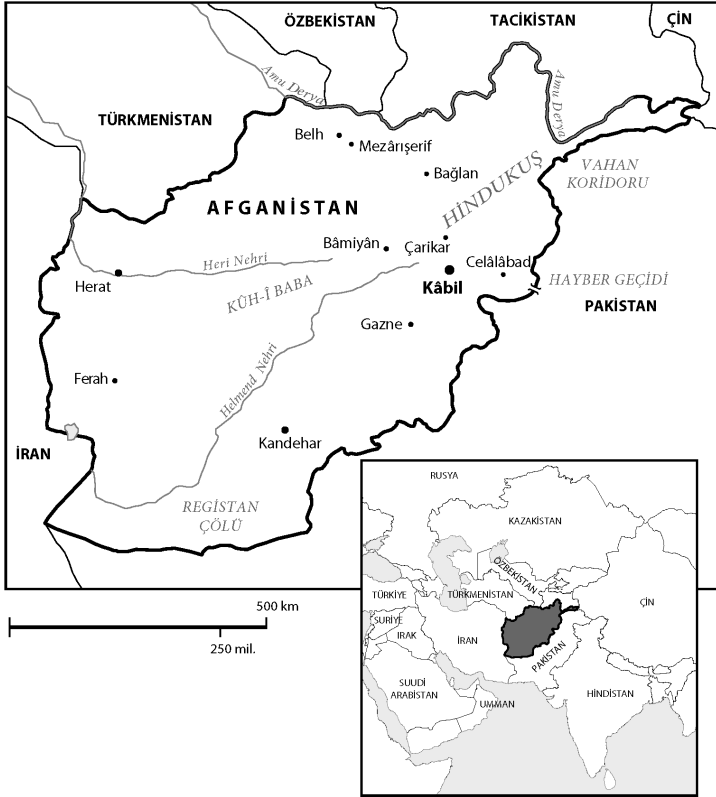 ÖZBEKİSTAN
TACİKİSTAN
ÇİN
Amu Derya
Amu Derya
TÜRKMENİSTAN
Belh
Mezârışerif
Bağlan
HİNDUKUŞ
VAHAN
KORİDORU
AFGANİSTAN
Bâmiyân
Çarikar
Heri Nehri
Celâlâbad
Herat
KÛH-Î BABA
Kâbil
HAYBER GEÇİDİ
PAKİSTAN
Gazne
Helmend Nehri
Ferah
Kandehar
İRAN
REGİSTAN
ÇÖLÜ
500 km
250 mil.
RUSYA
KAZAKİSTAN
ÖZBEKİSTAN
TÜRKİYE
TÜRKMENİSTAN
ÇİN
SURİYE
IRAK
İRAN
PAKİSTAN
SUUDİ
ARABİSTAN
UMMAN
HİNDİSTAN